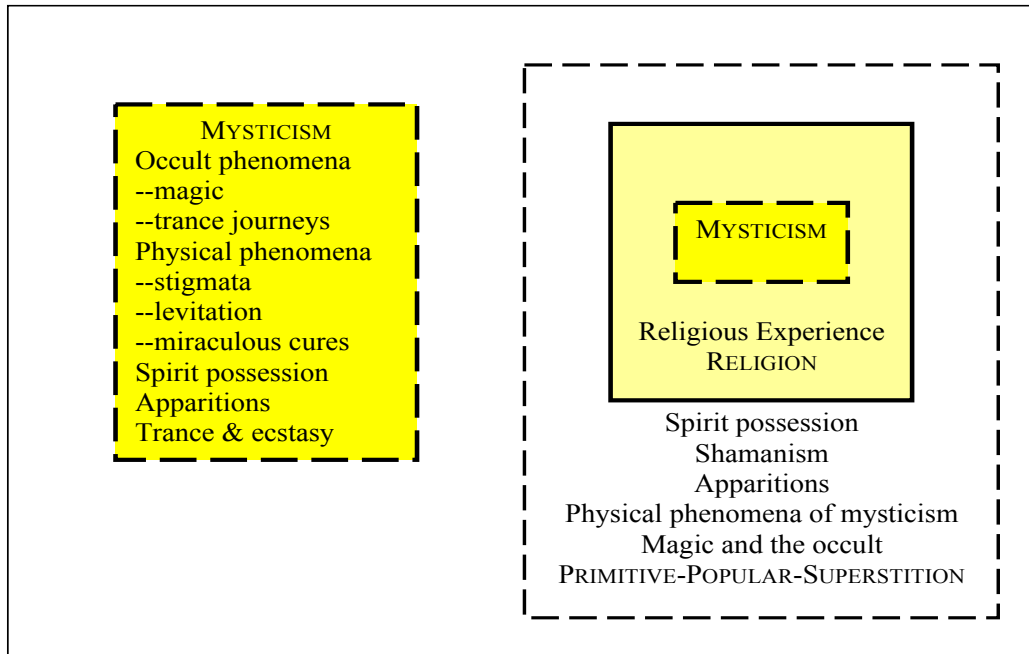 MYSTICISM
Occult phenomena
--magic
--trance journeys
Physical phenomena
--stigmata
--levitation
--miraculous cures
Spirit possession
Apparitions
Trance & ecstasy
MYSTICISM
Religious Experience
RELIGION
Spirit possession
Shamanism
Apparitions
Physical phenomena of mysticism
Magic and the occult
PRIMITIVE-POPULAR-SUPERSTITION